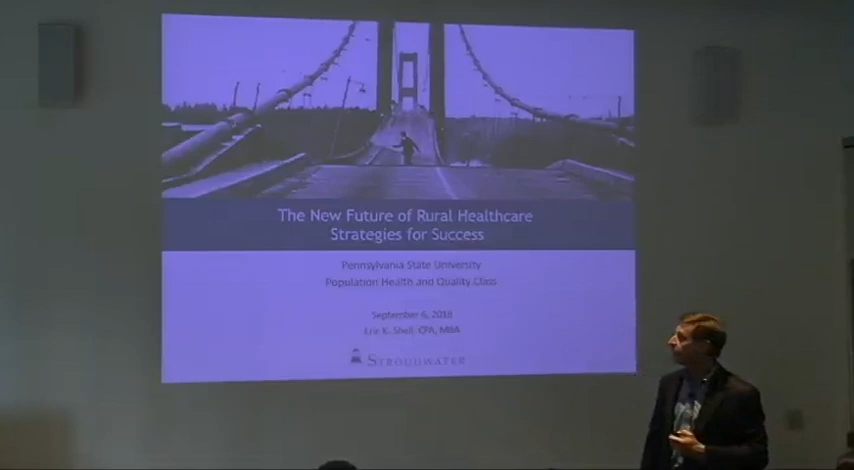 The New Future of Rural Healthcare
Strategies for Success
Pennsylvania State University
Population Health and Quality Class
September 6, 2018
Eric K. Shell, CPA, MBA
STROUDWATER